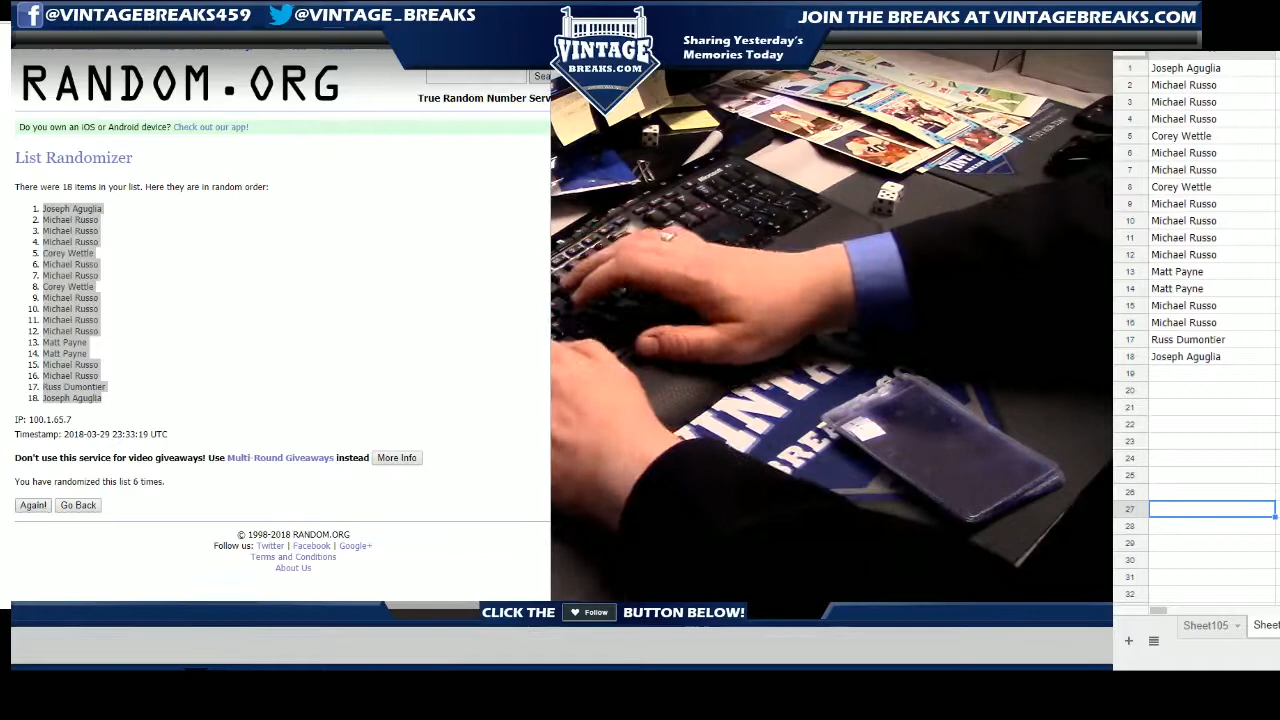 @VINTAGEBREAKS459 @VINTAGE_BREAKS
JOIN THE BREAKS AT VINTAGEBREAKS.COM
VINTAGE
BREAKS.COM
Sharing Yesterday's
Memories Today
RANDOM.ORG
Sea
True Random Number Serv
Do you own an iOS or Android device? Check out our app!
List Randomizer
There were 18 items in your list. Here they are in random order:
1. Joseph Aguglia
2. Michael Russo
3. Michael Russo
4. Michael Russo
5. Corey Wettle
6. Michael Russo
7. Michael Russo
8. Corey Wettle
9. Michael Russo
10. Michael Russo
11. Michael Russo
12. Michael Russo
13. Matt Payne
14. Matt Payne
15. Michael Russo
16. Michael Russo
17. Russ Dumontier
18. Joseph Aguglia
IP: 100.1.65.7
Timestamp: 2018-03-29 23:33:19 UTC
Don't use this service for video giveaways! Use Multi-Round Giveaways instead More Info
You have randomized this list 6 times.
Again! Go Back
© 1998-2018 RANDOM.ORG
Follow us: Twitter | Facebook | Google+
Terms and Conditions
About Us
1 Joseph Aguglia
2 Michael Russo
3 Michael Russo
4 Michael Russo
5 Corey Wettle
6 Michael Russo
7 Michael Russo
8 Corey Wettle
9 Michael Russo
10 Michael Russo
11 Michael Russo
12 Michael Russo
13 Matt Payne
14 Matt Payne
15 Michael Russo
16 Michael Russo
17 Russ Dumontier
18 Joseph Aguglia
19
20
21
22
23
24
25
26
27
28
29
30
31
32
Sheet105 Sheet
CLICK THE Follow BUTTON BELOW!